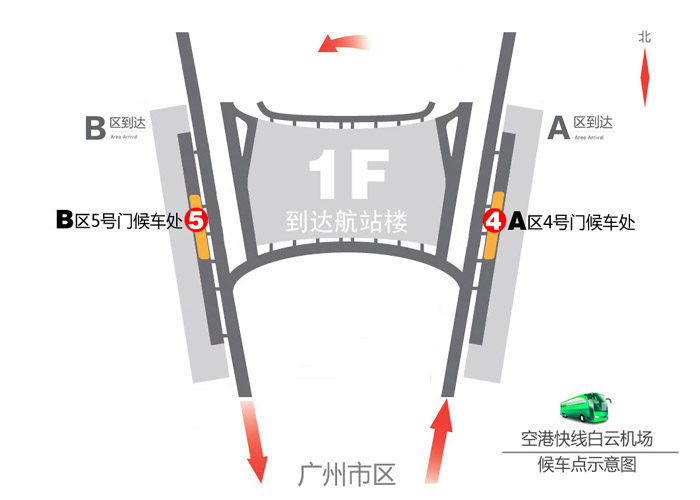 北
B 区到达
Area Arrival
A 区到达
Area Arrival
1F
到达航站楼
B区5号门候车处 5
4 A区4号门候车处
空港快线白云机场
候车点示意图
广州市区